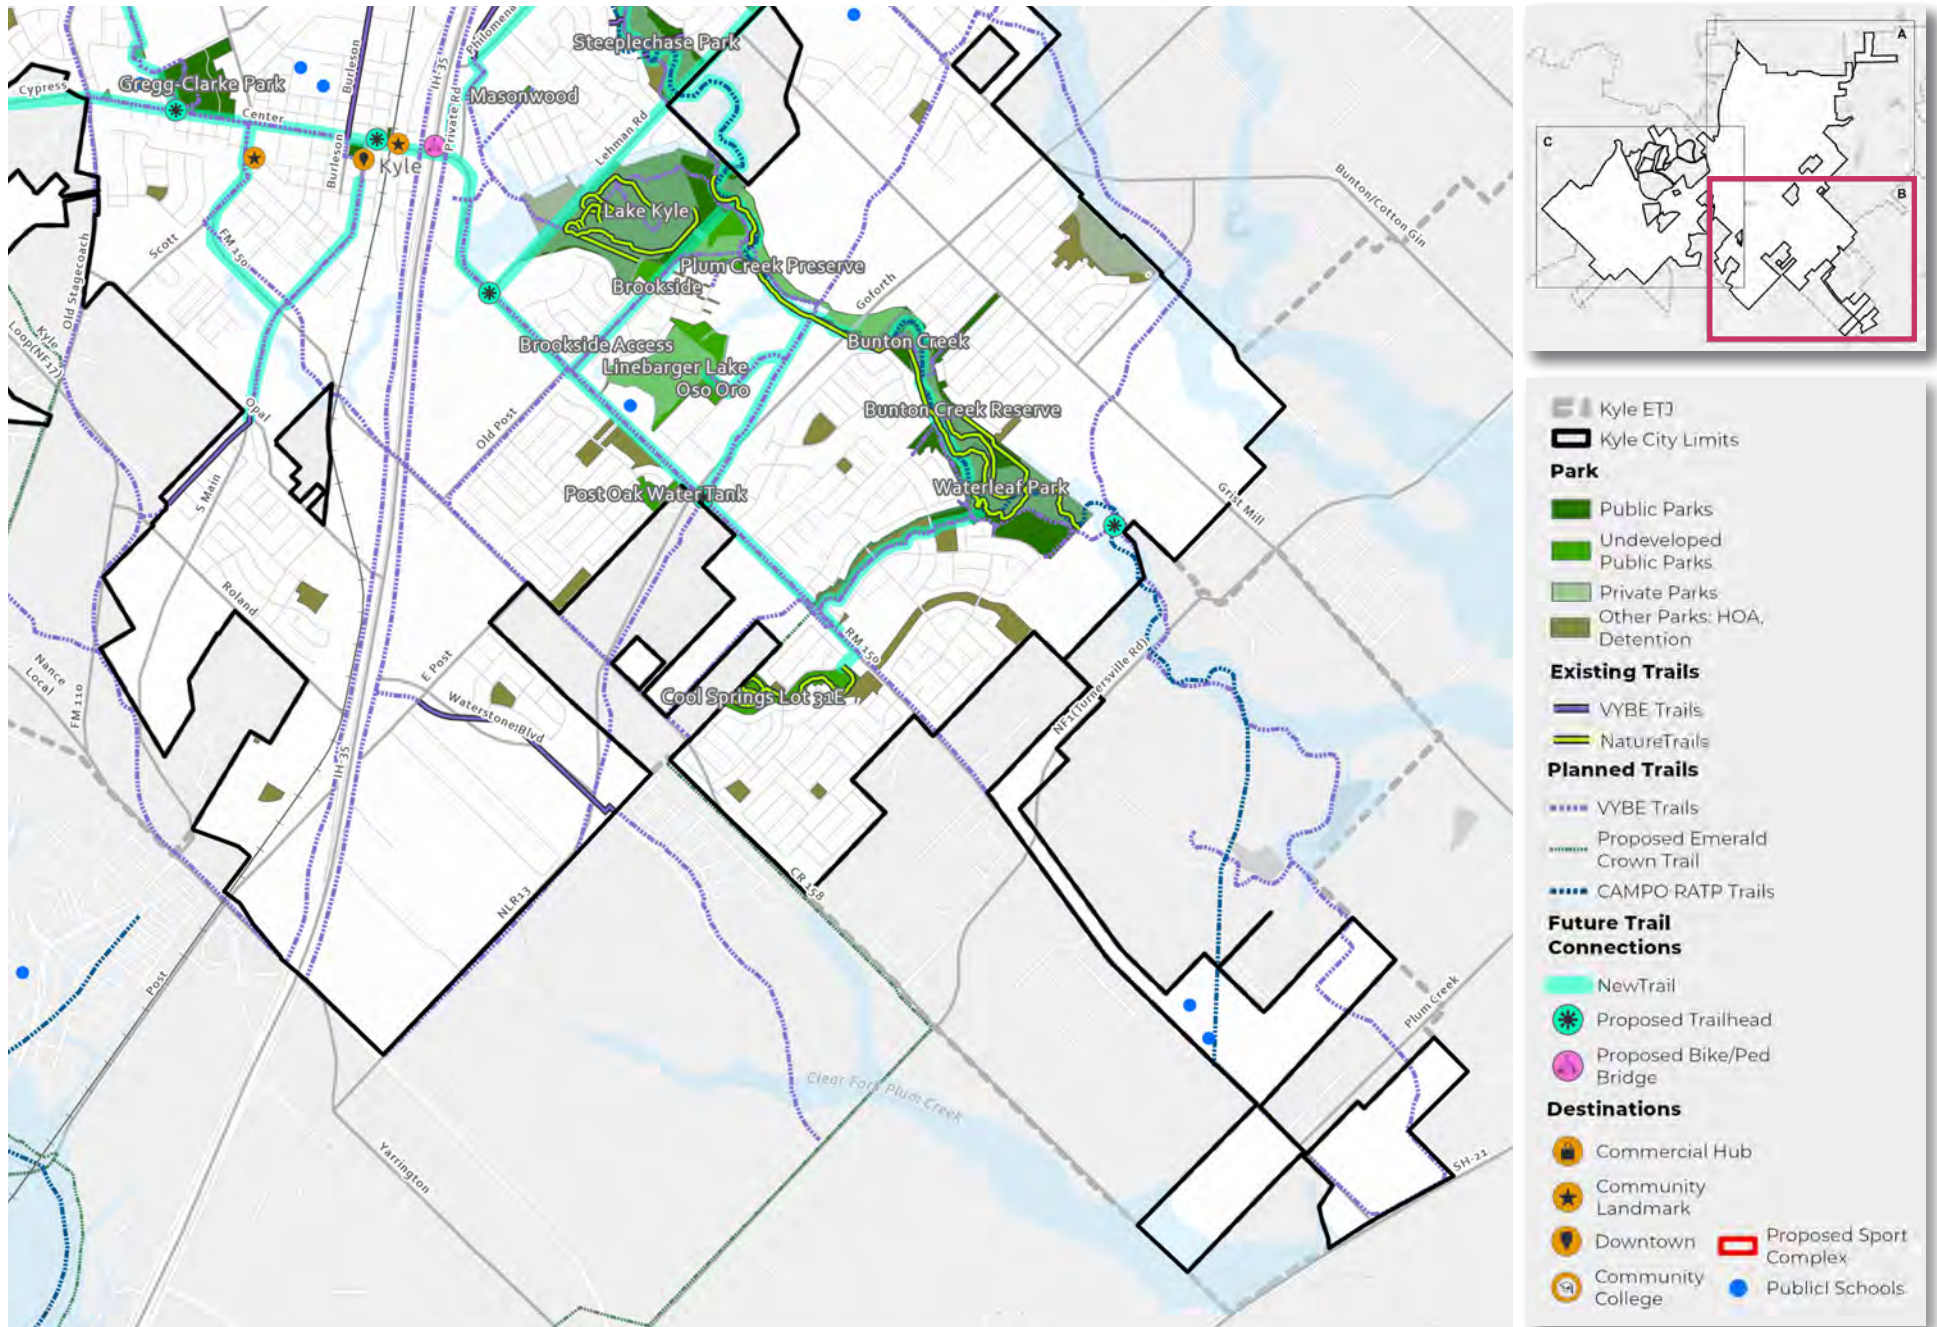 Steeplechase Park
Gregg-Clarke Park
Cypress
Center
Burleson
Burleson
IH-35
Philomena
Private Rd
Masonwood
Lehman Rd
Kyle
Lake Kyle
Plum Creek Preserve
Brookside
Goforth
Bunton/Cotton Gin
Scott
FM 150
Old Stagecoach
Kyle
Loop(NF17)
Brookside Access
Linebarger Lake
Oso Oro
Bunton Creek
Bunton Creek Reserve
Opal
Old Post
S Main
Post Oak Water Tank
Waterleaf Park
Grist Mill
Roland
RM 150
Nance
Local
FM 110
E Post
Waterstone Blvd
Cool Springs Lot 31E
NF1(Turnersville Rd)
IH-35
NLR13
CR 158
Post
Plum Creek
Clear Fork Plum Creek
Yarrington
SH-21
A
B
C
Kyle ETJ
Kyle City Limits
Park
Public Parks
Undeveloped
Public Parks
Private Parks
Other Parks: HOA,
Detention
Existing Trails
VYBE Trails
NatureTrails
Planned Trails
VYBE Trails
Proposed Emerald
Crown Trail
CAMPO RATP Trails
Future Trail
Connections
NewTrail
Proposed Trailhead
Proposed Bike/Ped
Bridge
Destinations
Commercial Hub
Community
Landmark
Downtown
Community
College
Proposed Sport
Complex
Publicl Schools